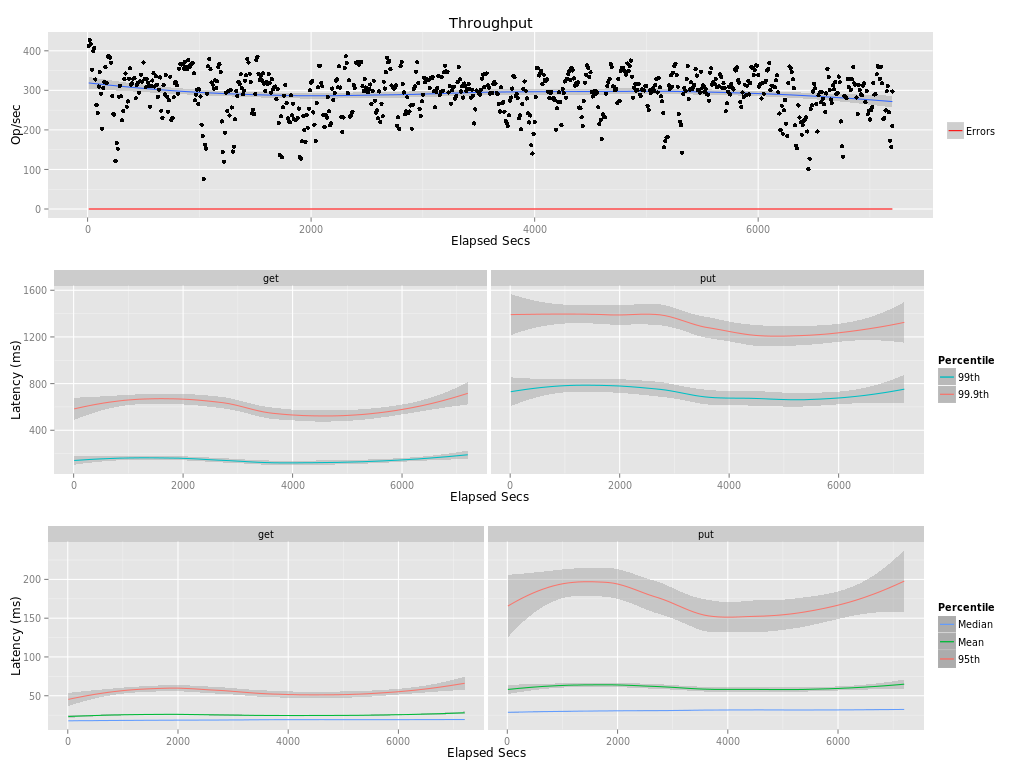 Throughput
400
300
200
100
0
Op/sec
0 2000 4000 6000
Elapsed Secs
Errors
get put
1600
1200
800
400
Latency (ms)
0 2000 4000 6000 0 2000 4000 6000
Elapsed Secs
Percentile
99th
99.9th
get put
200
150
100
50
Latency (ms)
0 2000 4000 6000 0 2000 4000 6000
Elapsed Secs
Percentile
Median
Mean
95th